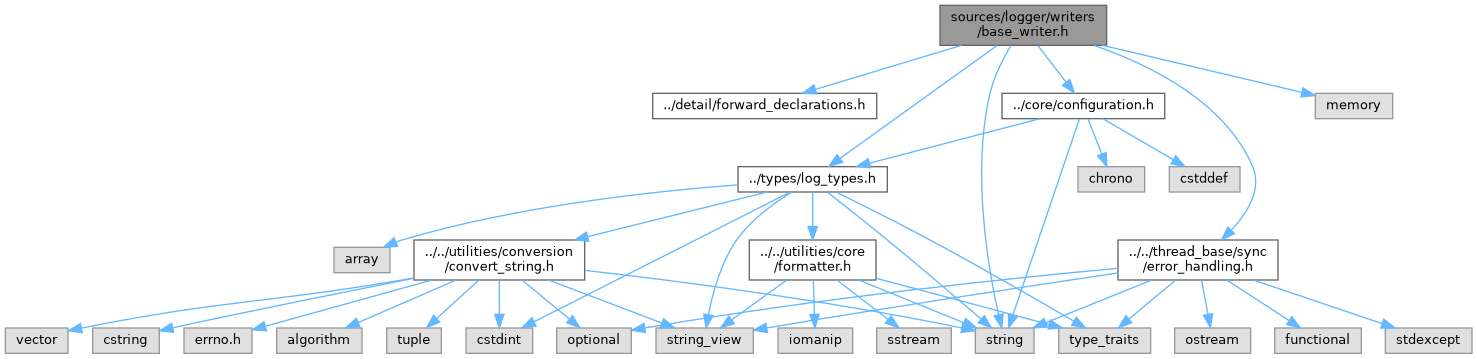 sources/logger/writers
/base_writer.h
../detail/forward_declarations.h
../core/configuration.h
memory
../types/log_types.h
chrono
cstddef
array
../../utilities/conversion
/convert_string.h
../../utilities/core
/formatter.h
../../thread_base/sync
/error_handling.h
vector
cstring
errno.h
algorithm
tuple
cstdint
optional
string_view
iomanip
sstream
string
type_traits
ostream
functional
stdexcept